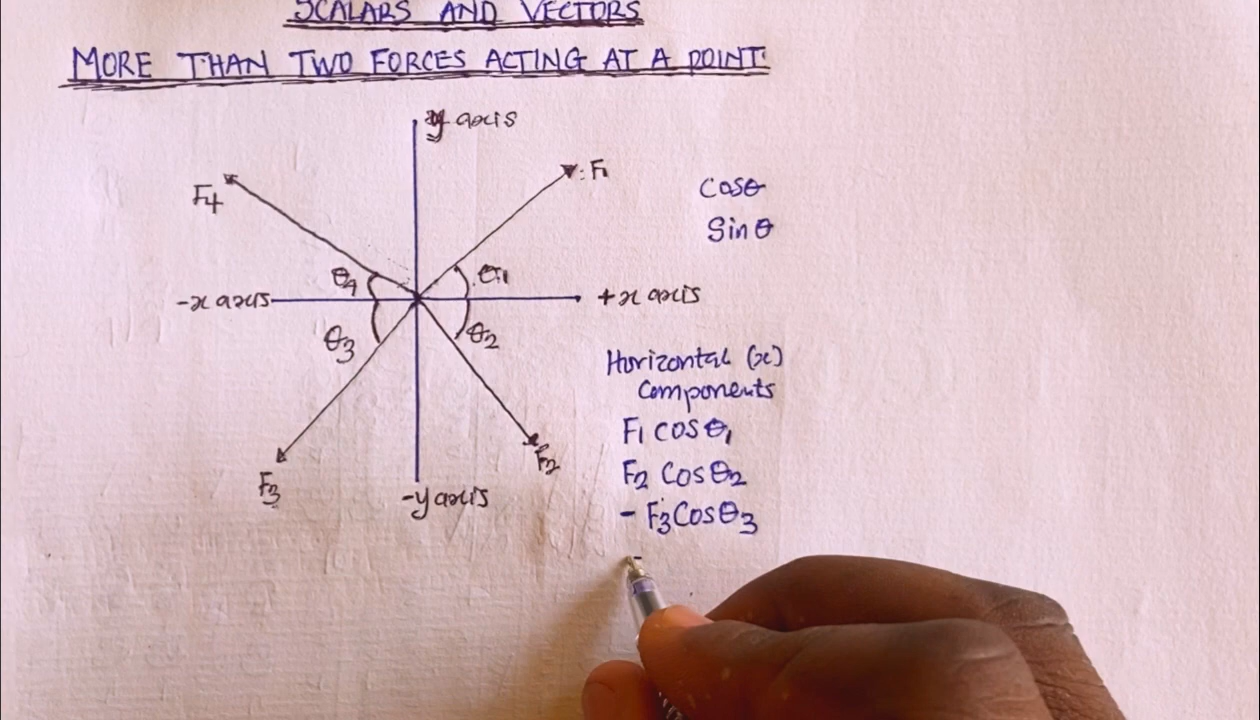 SCALARS AND VECTORS
MORE THAN TWO FORCES ACTING AT A POINT.
y axis
F4
F1
Cosθ
Sin θ
θ4
θ1
-x axis
+x axis
θ3
θ2
Horizontal (x)
Components
F1 cosθ1
F2 Cosθ2
- F3Cosθ3
-
F3
F2
-y axis